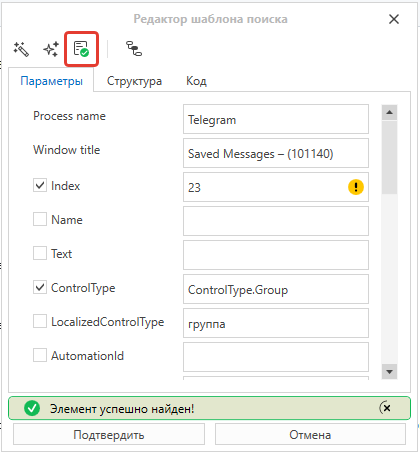 Редактор шаблона поиска
Параметры Структура Код
Process name Telegram
Window title Saved Messages – (101140)
Index 23
Name
Text
ControlType ControlType.Group
LocalizedControlType группа
AutomationId
Элемент успешно найден!
Подтвердить Отмена